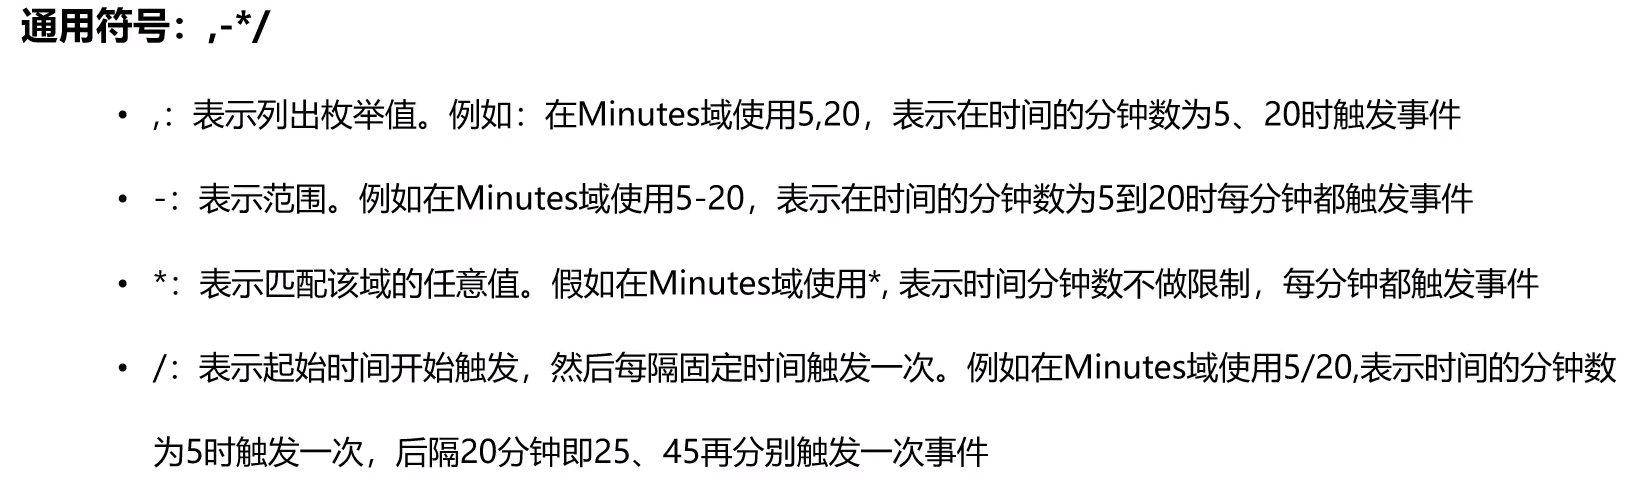 通用符号：,-*/
• ,：表示列出枚举值。例如：在Minutes域使用5,20，表示在时间的分钟数为5、20时触发事件
• -：表示范围。例如在Minutes域使用5-20，表示在时间的分钟数为5到20时每分钟都触发事件
• *：表示匹配该域的任意值。假如在Minutes域使用*, 表示时间分钟数不做限制，每分钟都触发事件
• /：表示起始时间开始触发，然后每隔固定时间触发一次。例如在Minutes域使用5/20,表示时间的分钟数
为5时触发一次，后隔20分钟即25、45再分别触发一次事件